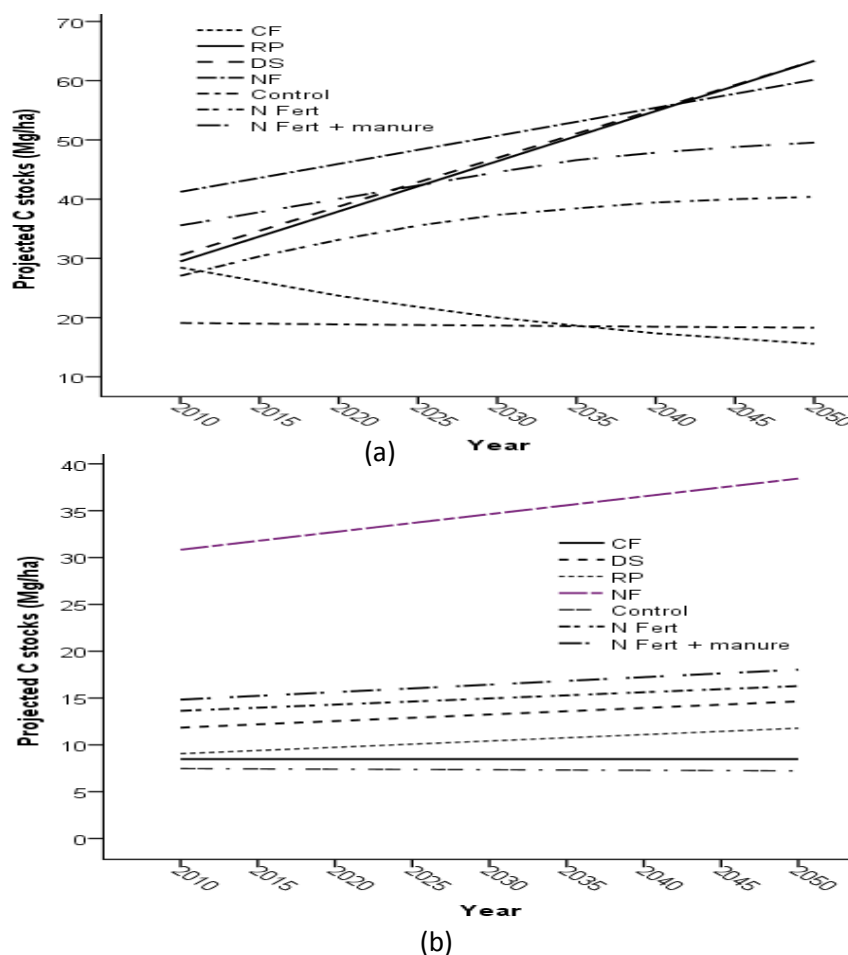 70
60
50
40
30
20
10
Projected C stocks (Mg/ha)
CF
RP
DS
NF
Control
N Fert
N Fert + manure
2010
2015
2020
2025
2030
2035
2040
2045
2050
Year
(a)
40
35
30
25
20
15
10
5
0
Projected C stocks (Mg/ha)
CF
DS
RP
NF
Control
N Fert
N Fert + manure
2010
2015
2020
2025
2030
2035
2040
2045
2050
Year
(b)